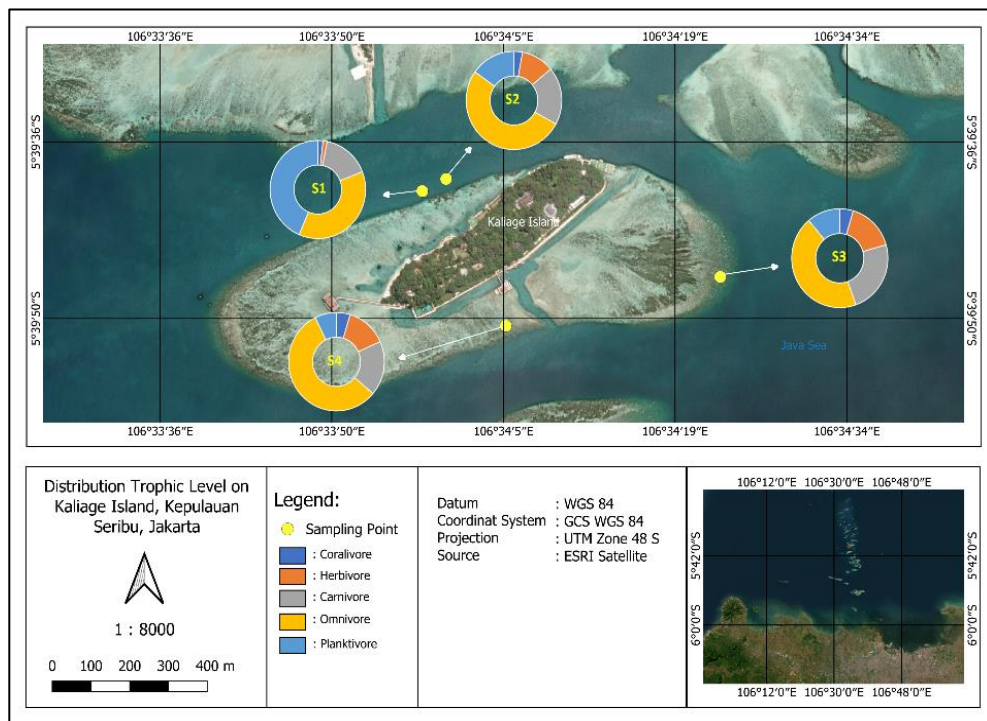 106°33′36″E 106°33′50″E 106°34′5″E 106°34′19″E 106°34′34″E
5°39′36″S
5°39′36″S
S2
S1
Kaliage Island
S3
5°39′50″S
5°05′39″S
Java Sea
S4
106°33′36″E 106°33′50″E 106°34′5″E 106°34′19″E 106°34′34″E
Distribution Trophic Level on
Kaliage Island, Kepulauan
Seribu, Jakarta
1 : 8000
0 100 200 300 400 m
Legend:
Sampling Point
: Coralivore
: Herbivore
: Carnivore
: Omnivore
: Planktivore
Datum : WGS 84
Coordinat System : GCS WGS 84
Projection : UTM Zone 48 S
Source : ESRI Satellite
106°12′0″E 106°30′0″E 106°48′0″E
5°42′0″S
5°42′0″S
6°0′0″S
6°0′0″S
106°12′0″E 106°30′0″E 106°48′0″E